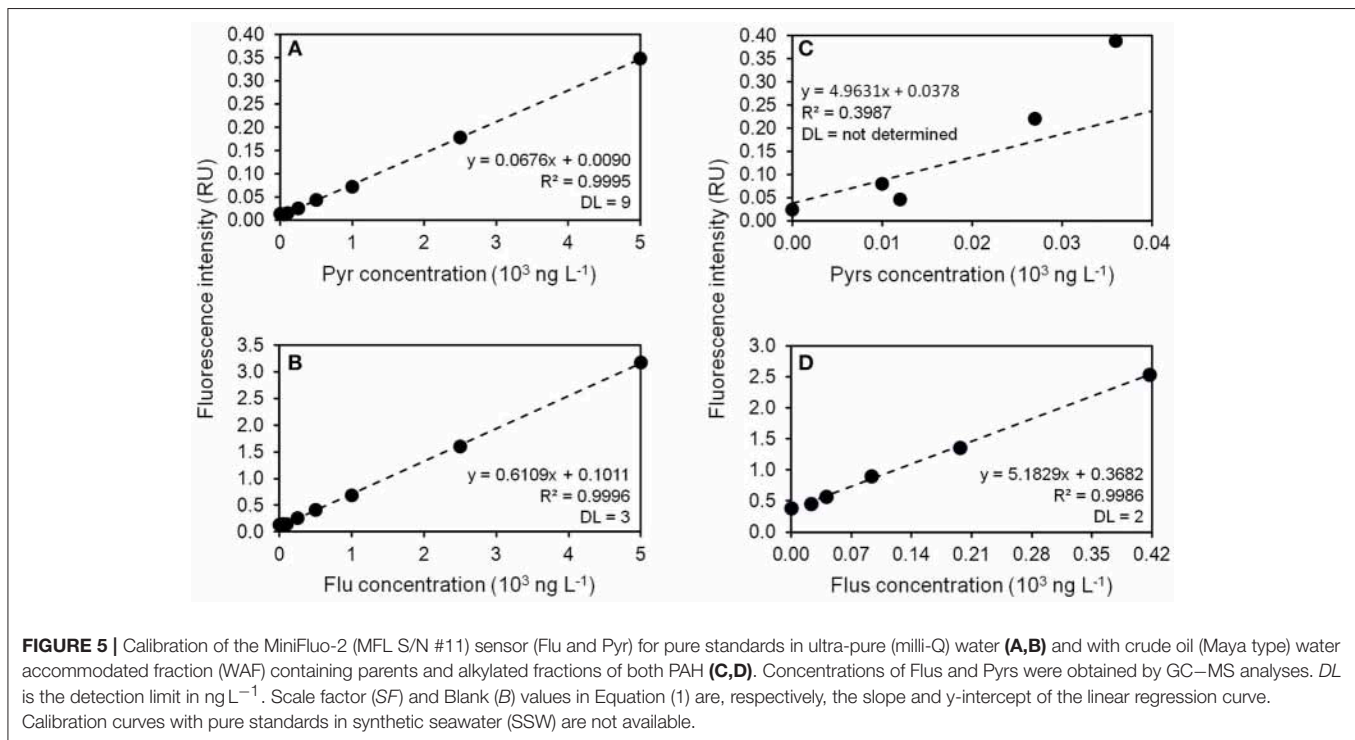 Fluorescence intensity (RU)
A
0.40
0.35
0.30
0.25
0.20
0.15
0.10
0.05
0.00
y = 0.0676x + 0.0090
R² = 0.9995
DL = 9
0 1 2 3 4 5
Pyr concentration (10³ ng L⁻¹)
B
3.5
3.0
2.5
2.0
1.5
1.0
0.5
0.0
y = 0.6109x + 0.1011
R² = 0.9996
DL = 3
0 1 2 3 4 5
Flu concentration (10³ ng L⁻¹)
Fluorescence intensity (RU)
C
0.40
0.35
0.30
0.25
0.20
0.15
0.10
0.05
0.00
y = 4.9631x + 0.0378
R² = 0.3987
DL = not determined
0.00 0.01 0.02 0.03 0.04
Pyrs concentration (10³ ng L⁻¹)
D
3.0
2.5
2.0
1.5
1.0
0.5
0.0
y = 5.1829x + 0.3682
R² = 0.9986
DL = 2
0.00 0.07 0.14 0.21 0.28 0.35 0.42
Flus concentration (10³ ng L⁻¹)
FIGURE 5 | Calibration of the MiniFluo-2 (MFL S/N #11) sensor (Flu and Pyr) for pure standards in ultra-pure (milli-Q) water (A,B) and with crude oil (Maya type) water
accommodated fraction (WAF) containing parents and alkylated fractions of both PAH (C,D). Concentrations of Flus and Pyrs were obtained by GC–MS analyses. DL
is the detection limit in ng L⁻¹. Scale factor (SF) and Blank (B) values in Equation (1) are, respectively, the slope and y-intercept of the linear regression curve.
Calibration curves with pure standards in synthetic seawater (SSW) are not available.